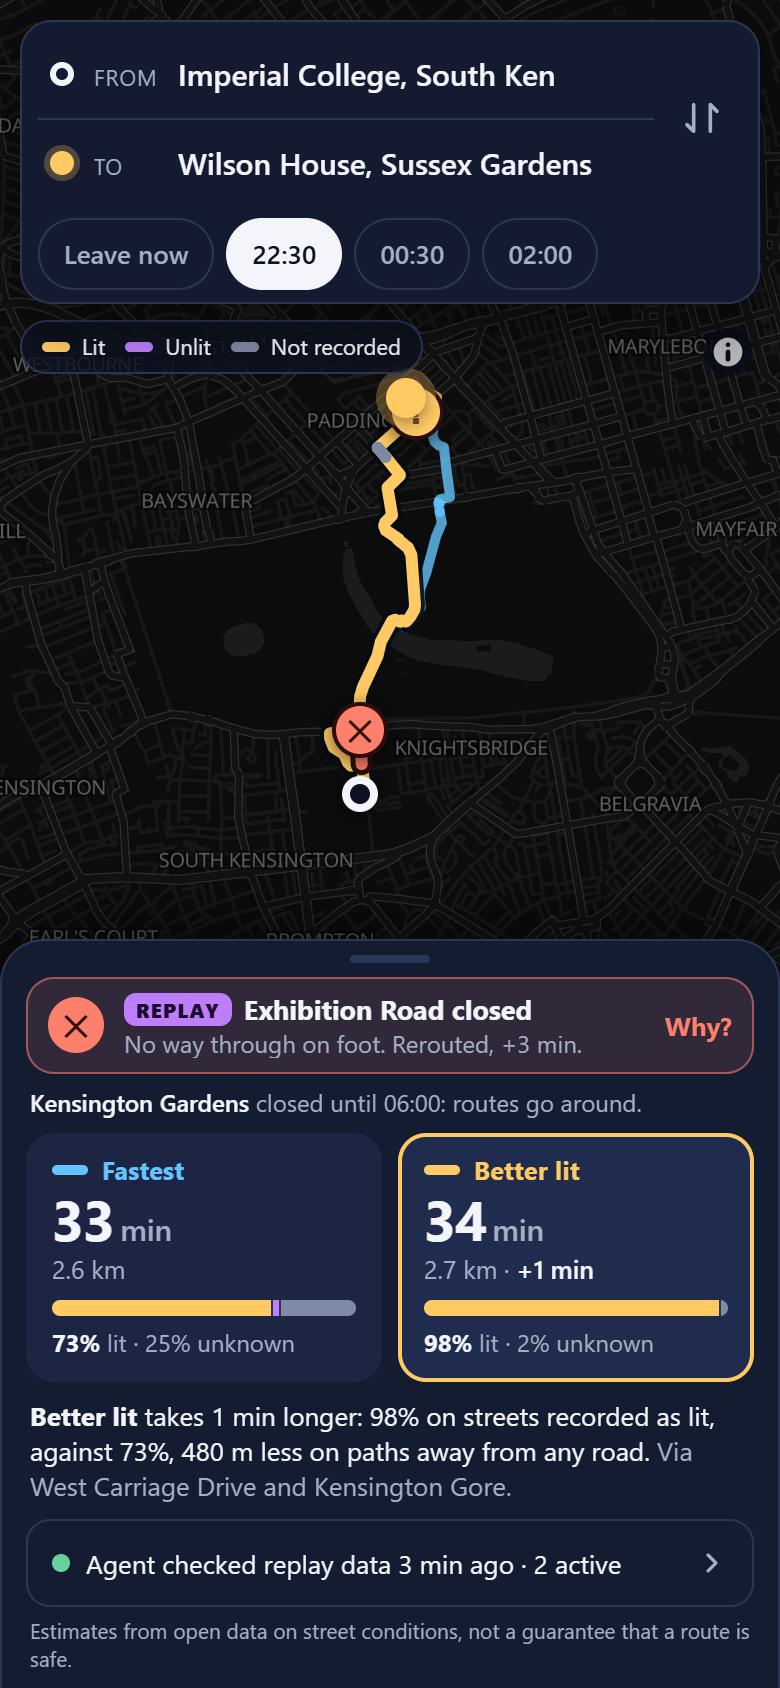 FROM Imperial College, South Ken
TO Wilson House, Sussex Gardens
Leave now 22:30 00:30 02:00
Lit Unlit Not recorded
WESTBOURNE
MARYLEBO
PADDING
BAYSWATER
ILL
MAYFAIR
KNIGHTSBRIDGE
ENSINGTON
BELGRAVIA
SOUTH KENSINGTON
EARL'S COURT
BROMPTON
REPLAY Exhibition Road closed
No way through on foot. Rerouted, +3 min.
Why?
Kensington Gardens closed until 06:00: routes go around.
Fastest
33 min
2.6 km
73% lit · 25% unknown
Better lit
34 min
2.7 km · +1 min
98% lit · 2% unknown
Better lit takes 1 min longer: 98% on streets recorded as lit,
against 73%, 480 m less on paths away from any road. Via
West Carriage Drive and Kensington Gore.
Agent checked replay data 3 min ago · 2 active
Estimates from open data on street conditions, not a guarantee that a route is
safe.